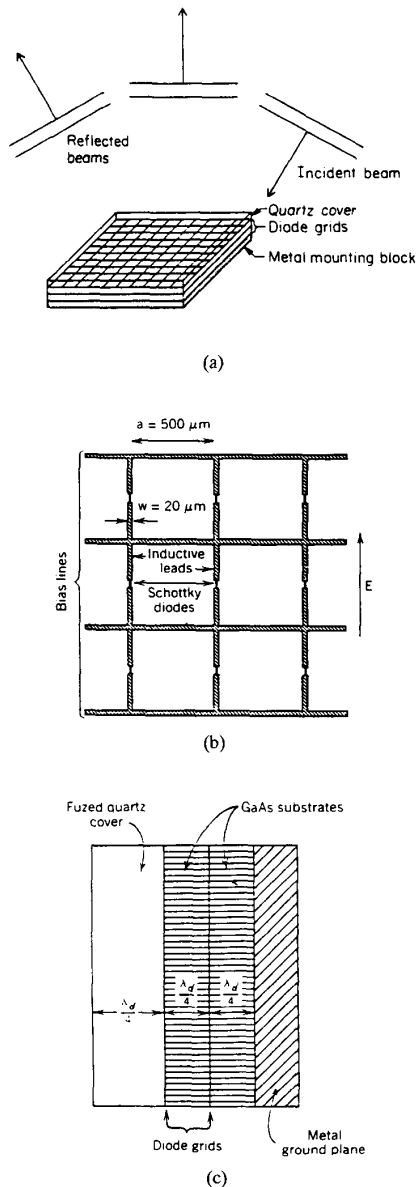 Reflected
beams
Incident beam
Quartz cover
Diode grids
Metal mounting block
(a)
a = 500 μm
w = 20 μm
Inductive
leads
Schottky
diodes
Bias lines
E
(b)
Fuzed quartz
cover
GaAs substrates
λd/4
λd/4
Diode grids
Metal
ground plane
(c)